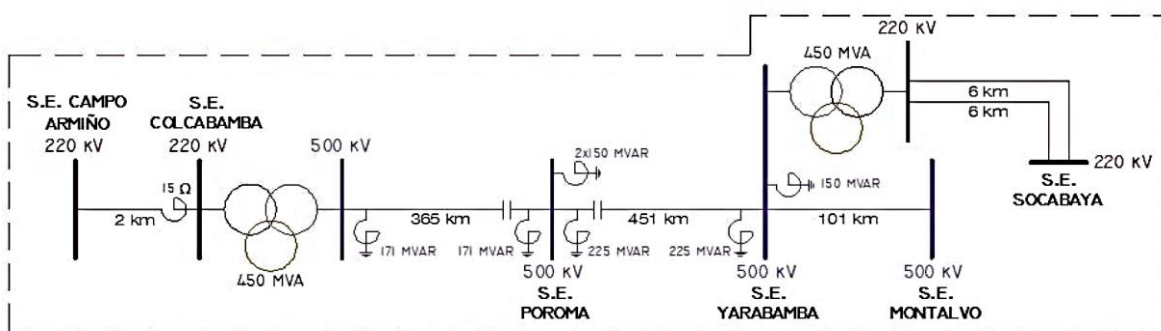 220 kV
450 MVA
6 km
6 km
220 kV
S.E.
SOCABAYA
S.E. CAMPO
ARMIÑO
220 kV
S.E.
COLCABAMBA
220 kV
500 kV
2x150 MVAR
150 MVAR
15 Ω
2 km
365 km
451 km
101 km
171 MVAR
171 MVAR
225 MVAR
225 MVAR
450 MVA
500 kV
S.E.
POROMA
500 kV
S.E.
YARABAMBA
500 kV
S.E.
MONTALVO